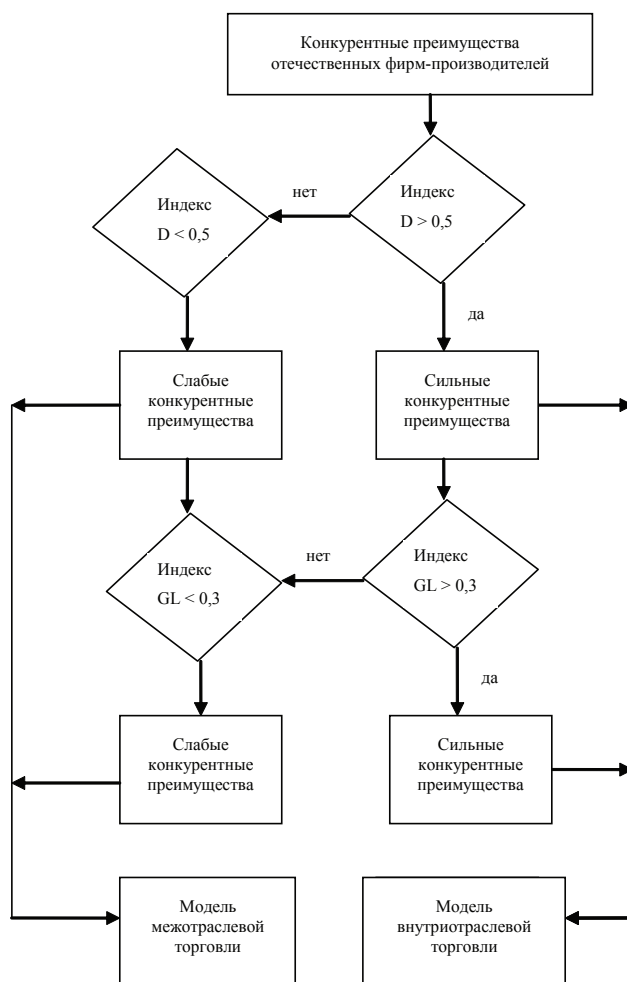 Конкурентные преимущества
отечественных фирм-производителей
нет
Индекс
D < 0,5
Индекс
D > 0,5
да
Слабые
конкурентные
преимущества
Сильные
конкурентные
преимущества
нет
Индекс
GL < 0,3
Индекс
GL > 0,3
да
Слабые
конкурентные
преимущества
Сильные
конкурентные
преимущества
Модель
межотраслевой
торговли
Модель
внутриотраслевой
торговли